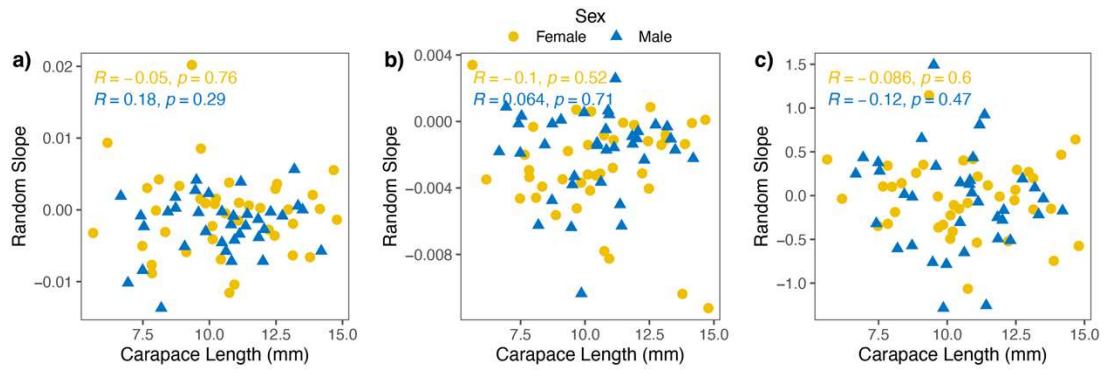 Sex
Female Male
a)
R = −0.05, p = 0.76
R = 0.18, p = 0.29
0.02
0.01
0.00
−0.01
Random Slope
7.5 10.0 12.5 15.0
Carapace Length (mm)
b)
R = −0.1, p = 0.52
R = 0.064, p = 0.71
0.004
0.000
−0.004
−0.008
Random Slope
7.5 10.0 12.5 15.0
Carapace Length (mm)
c)
R = −0.086, p = 0.6
R = −0.12, p = 0.47
1.5
1.0
0.5
0.0
−0.5
−1.0
Random Slope
7.5 10.0 12.5 15.0
Carapace Length (mm)